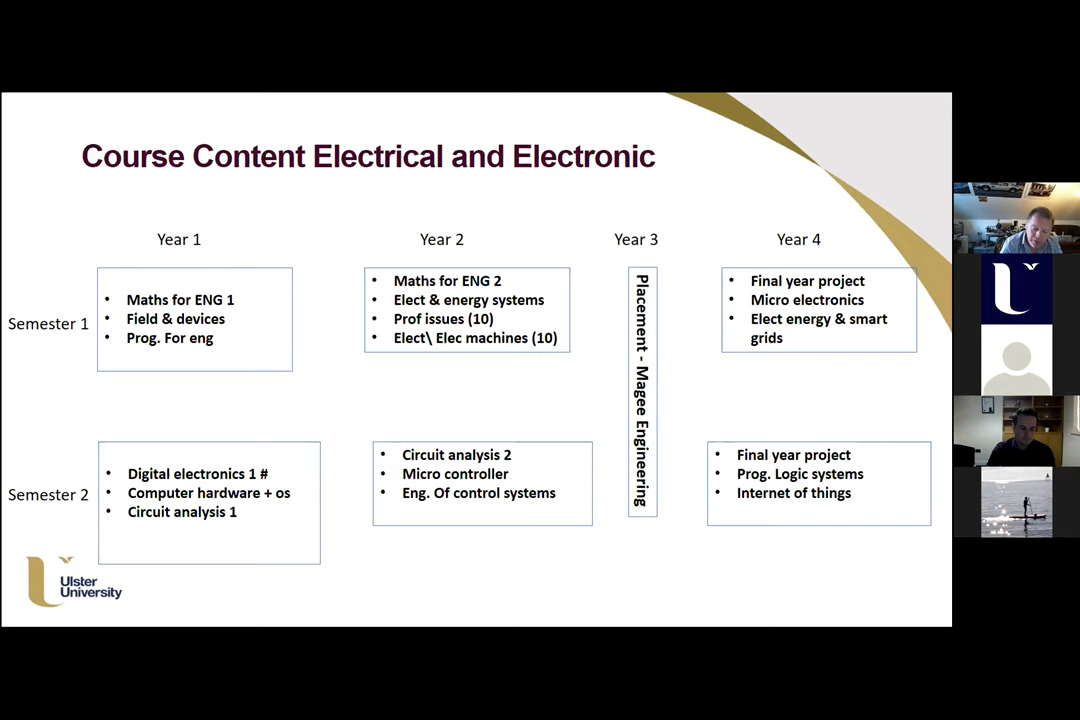 Course Content Electrical and Electronic
Year 1
Year 2
Year 3
Year 4
Semester 1
• Maths for ENG 1
• Field & devices
• Prog. For eng
• Maths for ENG 2
• Elect & energy systems
• Prof issues (10)
• Elect\ Elec machines (10)
Placement - Magee Engineering
• Final year project
• Micro electronics
• Elect energy & smart
grids
Semester 2
• Digital electronics 1 #
• Computer hardware + os
• Circuit analysis 1
• Circuit analysis 2
• Micro controller
• Eng. Of control systems
• Final year project
• Prog. Logic systems
• Internet of things
Ulster
University